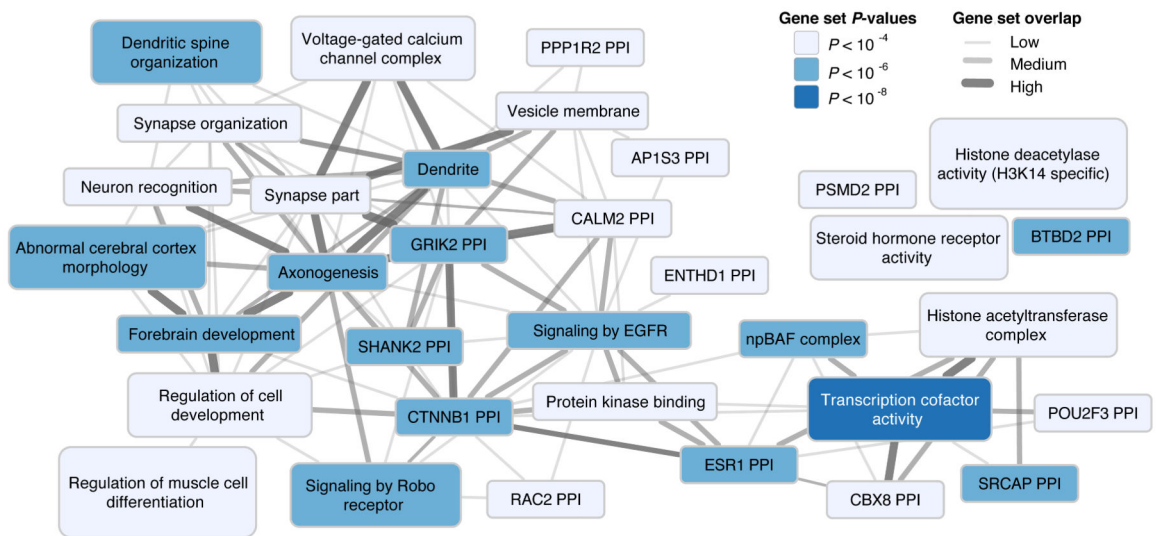 Gene set P-values
P < 10 -4
P < 10 -6
P < 10 -8
Gene set overlap
Low
Medium
High
Dendritic spine
organization
Voltage-gated calcium
channel complex
PPP1R2 PPI
Synapse organization
Vesicle membrane
AP1S3 PPI
Dendrite
Neuron recognition
Synapse part
CALM2 PPI
Histone deacetylase
activity (H3K14 specific)
PSMD2 PPI
Steroid hormone receptor
activity
BTBD2 PPI
Abnormal cerebral cortex
morphology
GRIK2 PPI
Axonogenesis
ENTHD1 PPI
Forebrain development
SHANK2 PPI
Signaling by EGFR
npBAF complex
Histone acetyltransferase
complex
Regulation of cell
development
CTNNB1 PPI
Protein kinase binding
Transcription cofactor
activity
POU2F3 PPI
Regulation of muscle cell
differentiation
Signaling by Robo
receptor
RAC2 PPI
ESR1 PPI
CBX8 PPI
SRCAP PPI